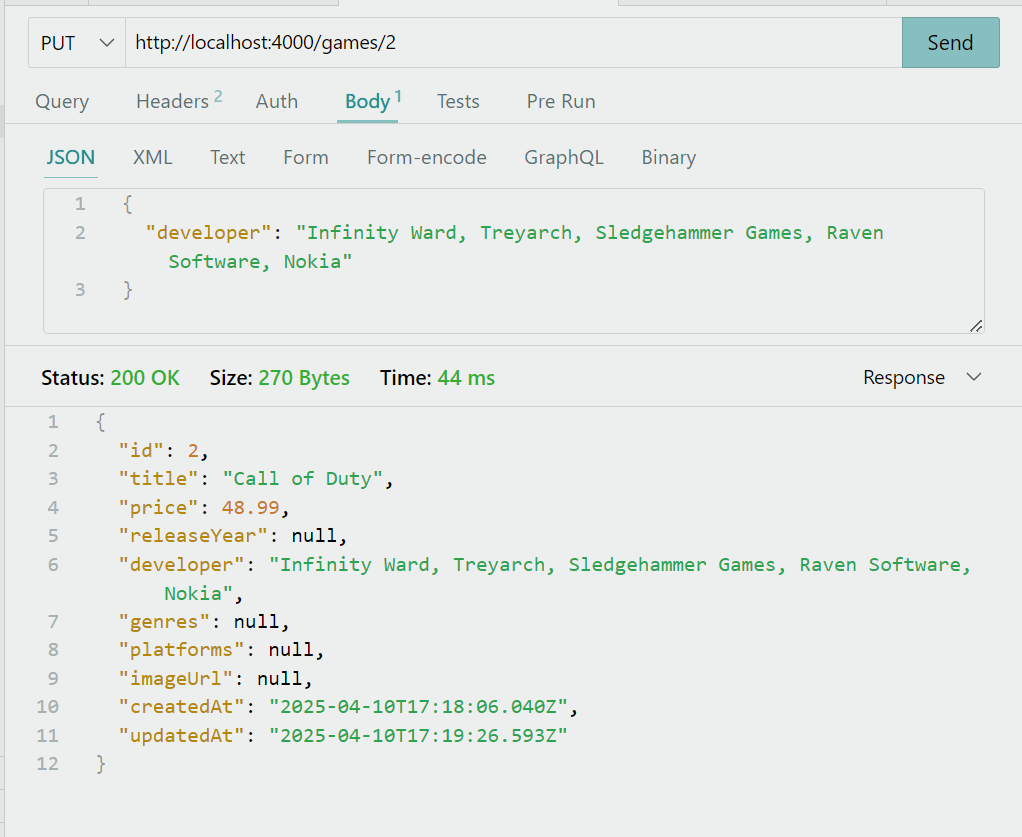 PUT http://localhost:4000/games/2 Send
Query Headers 2 Auth Body 1 Tests Pre Run
JSON XML Text Form Form-encode GraphQL Binary
1 {
2 "developer": "Infinity Ward, Treyarch, Sledgehammer Games, Raven
Software, Nokia"
3 }
Status: 200 OK Size: 270 Bytes Time: 44 ms Response
1 {
2 "id": 2,
3 "title": "Call of Duty",
4 "price": 48.99,
5 "releaseYear": null,
6 "developer": "Infinity Ward, Treyarch, Sledgehammer Games, Raven Software,
Nokia",
7 "genres": null,
8 "platforms": null,
9 "imageUrl": null,
10 "createdAt": "2025-04-10T17:18:06.040Z",
11 "updatedAt": "2025-04-10T17:19:26.593Z"
12 }